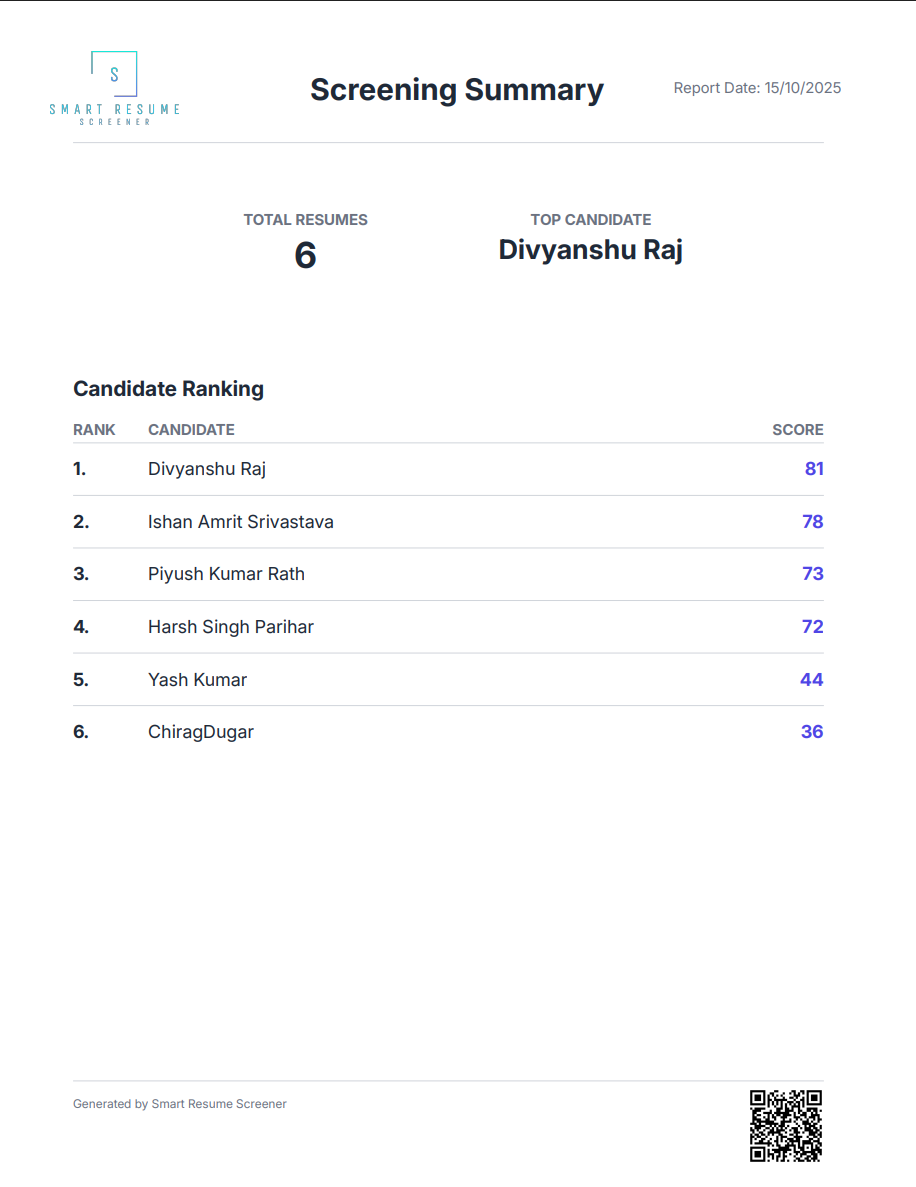 S
SMART RESUME
SCREENER
Screening Summary
Report Date: 15/10/2025
TOTAL RESUMES
6
TOP CANDIDATE
Divyanshu Raj
Candidate Ranking
RANK CANDIDATE SCORE
1. Divyanshu Raj 81
2. Ishan Amrit Srivastava 78
3. Piyush Kumar Rath 73
4. Harsh Singh Parihar 72
5. Yash Kumar 44
6. ChiragDugar 36
Generated by Smart Resume Screener